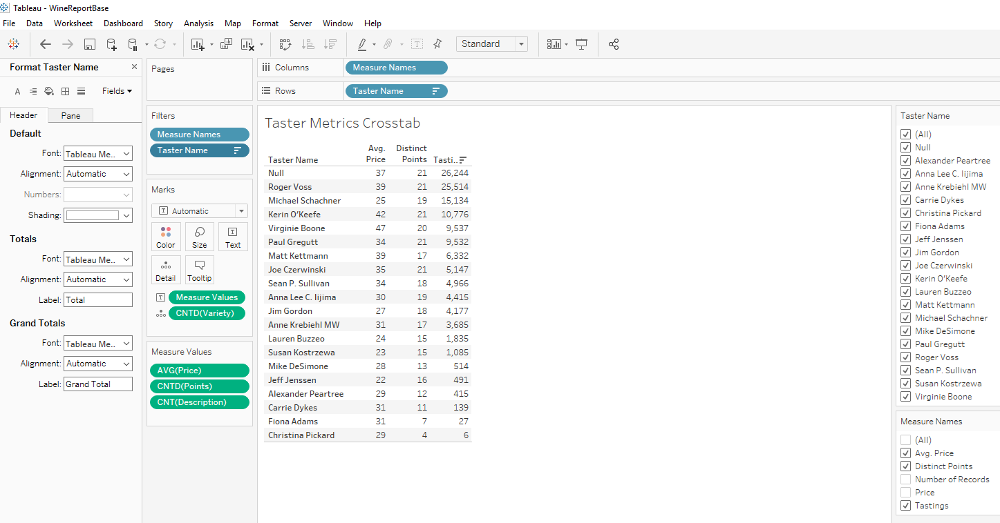 Tableau - WineReportBase
File Data Worksheet Dashboard Story Analysis Map Format Server Window Help
Standard
Format Taster Name
A
Fields
Header Pane
Default
Font: Tableau Me..
Alignment: Automatic
Numbers:
Shading:
Totals
Font: Tableau Me..
Alignment: Automatic
Label: Total
Grand Totals
Font: Tableau Me..
Alignment: Automatic
Label: Grand Total
Pages
Filters
Measure Names
Taster Name
Marks
T Automatic
Color Size T Text
Detail Tooltip
T Measure Values
CNTD(Variety)
Measure Values
AVG(Price)
CNTD(Points)
CNT(Description)
Columns Measure Names
Rows Taster Name
Taster Metrics Crosstab
Avg. Distinct
Taster Name Price Points Tasti..
Null 37 21 26,244
Roger Voss 39 21 25,514
Michael Schachner 25 19 15,134
Kerin O’Keefe 42 21 10,776
Virginie Boone 47 20 9,537
Paul Gregutt 34 21 9,532
Matt Kettmann 39 17 6,332
Joe Czerwinski 35 21 5,147
Sean P. Sullivan 34 18 4,966
Anna Lee C. Iijima 30 19 4,415
Jim Gordon 27 18 4,177
Anne Krebiehl MW 31 17 3,685
Lauren Buzzeo 24 15 1,835
Susan Kostrzewa 23 15 1,085
Mike DeSimone 28 13 514
Jeff Jenssen 22 16 491
Alexander Peartree 29 12 415
Carrie Dykes 31 11 139
Fiona Adams 31 7 27
Christina Pickard 29 4 6
Taster Name
(All)
Null
Alexander Peartree
Anna Lee C. Iijima
Anne Krebiehl MW
Carrie Dykes
Christina Pickard
Fiona Adams
Jeff Jenssen
Jim Gordon
Joe Czerwinski
Kerin O’Keefe
Lauren Buzzeo
Matt Kettmann
Michael Schachner
Mike DeSimone
Paul Gregutt
Roger Voss
Sean P. Sullivan
Susan Kostrzewa
Virginie Boone
Measure Names
(All)
Avg. Price
Distinct Points
Number of Records
Price
Tastings